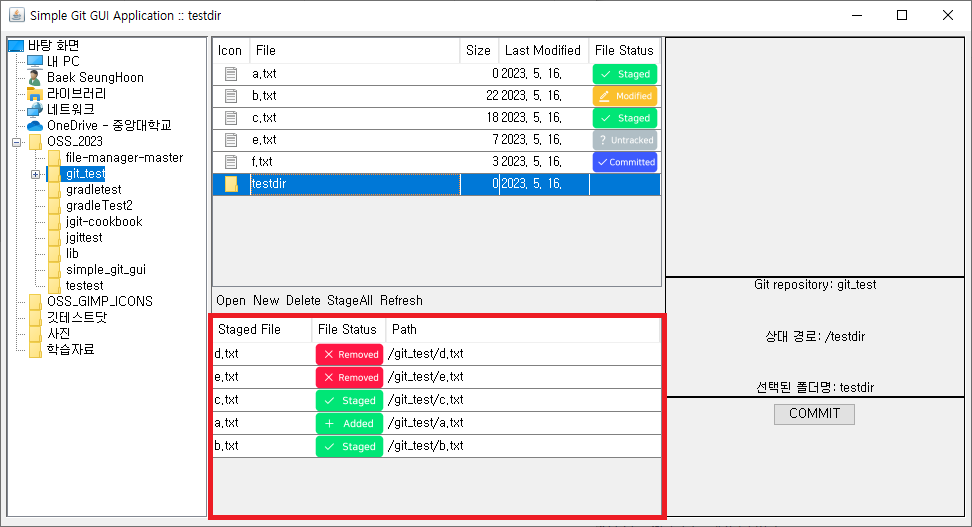 Simple Git GUI Application :: testdir
바탕 화면
내 PC
Baek SeungHoon
라이브러리
네트워크
OneDrive - 중앙대학교
OSS_2023
file-manager-master
git_test
gradletest
gradleTest2
jgit-cookbook
jgittest
lib
simple_git_gui
testest
OSS_GIMP_ICONS
깃테스트닷
사진
학습자료
Icon File Size Last Modified File Status
a.txt 0 2023. 5. 16. Staged
b.txt 22 2023. 5. 16. Modified
c.txt 18 2023. 5. 16. Staged
e.txt 7 2023. 5. 16. Untracked
f.txt 3 2023. 5. 16. Committed
testdir 0 2023. 5. 16.
Open New Delete StageAll Refresh
Staged File File Status Path
d.txt Removed /git_test/d.txt
e.txt Removed /git_test/e.txt
c.txt Staged /git_test/c.txt
a.txt Added /git_test/a.txt
b.txt Staged /git_test/b.txt
Git repository: git_test
상대 경로: /testdir
선택된 폴더명: testdir
COMMIT